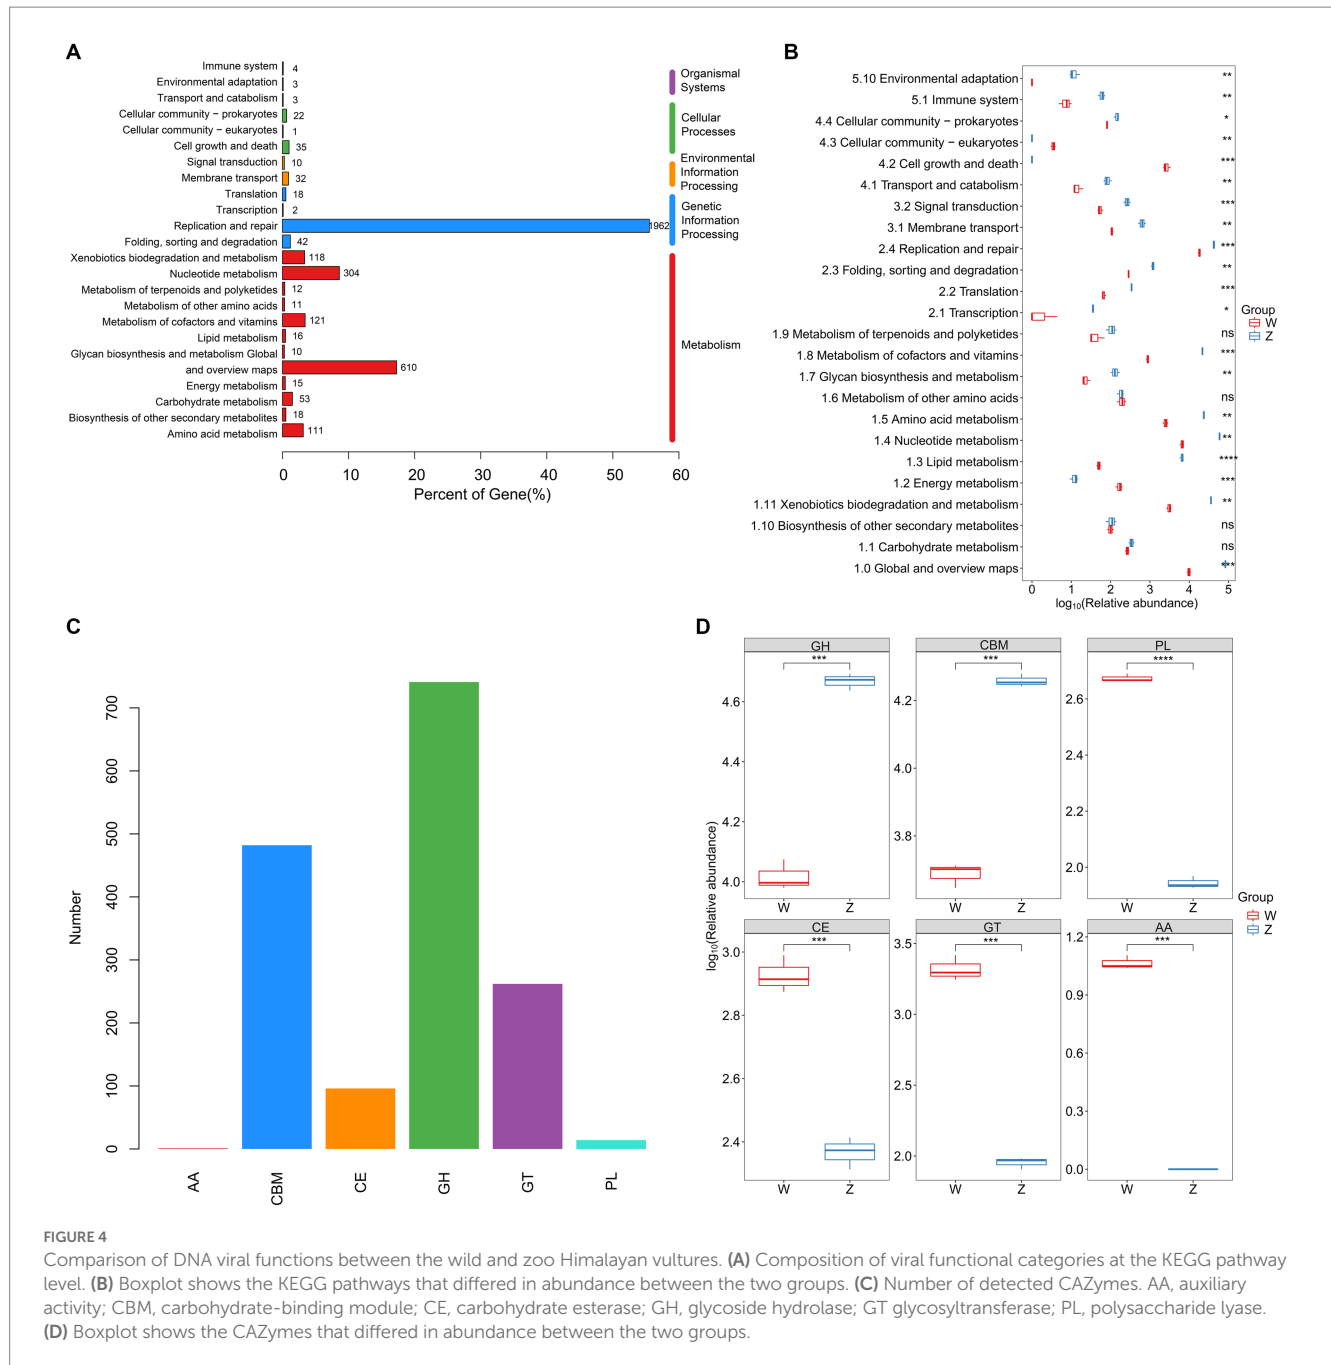 A
Immune system 4
Environmental adaptation 3
Transport and catabolism 3
Cellular community − prokaryotes 22
Cellular community − eukaryotes 1
Cell growth and death 35
Signal transduction 10
Membrane transport 32
Translation 18
Transcription 2
Replication and repair 1962
Folding, sorting and degradation 42
Xenobiotics biodegradation and metabolism 118
Nucleotide metabolism 304
Metabolism of terpenoids and polyketides 12
Metabolism of other amino acids 11
Metabolism of cofactors and vitamins 121
Lipid metabolism 16
Glycan biosynthesis and metabolism Global 10
and overview maps 610
Energy metabolism 15
Carbohydrate metabolism 53
Biosynthesis of other secondary metabolites 18
Amino acid metabolism 111
0 10 20 30 40 50 60
Percent of Gene(%)
Organismal
Systems
Cellular
Processes
Environmental
Information
Processing
Genetic
Information
Processing
Metabolism
B
5.10 Environmental adaptation **
5.1 Immune system **
4.4 Cellular community − prokaryotes *
4.3 Cellular community − eukaryotes **
4.2 Cell growth and death ***
4.1 Transport and catabolism **
3.2 Signal transduction ***
3.1 Membrane transport **
2.4 Replication and repair ***
2.3 Folding, sorting and degradation **
2.2 Translation ***
2.1 Transcription *
1.9 Metabolism of terpenoids and polyketides ns
1.8 Metabolism of cofactors and vitamins ***
1.7 Glycan biosynthesis and metabolism **
1.6 Metabolism of other amino acids ns
1.5 Amino acid metabolism **
1.4 Nucleotide metabolism **
1.3 Lipid metabolism ****
1.2 Energy metabolism ***
1.11 Xenobiotics biodegradation and metabolism **
1.10 Biosynthesis of other secondary metabolites ns
1.1 Carbohydrate metabolism ns
1.0 Global and overview maps ***
0 1 2 3 4 5
log₁₀(Relative abundance)
Group
W
Z
C
Number
700
600
500
400
300
200
100
0
AA CBM CE GH GT PL
D
log₁₀(Relative abundance)
GH
***
4.6
4.4
4.2
4.0
W Z
CBM
***
4.2
4.0
3.8
W Z
PL
****
2.6
2.4
2.2
2.0
W Z
CE
***
3.0
2.8
2.6
2.4
W Z
GT
***
3.5
3.0
2.5
2.0
W Z
AA
***
1.2
0.9
0.6
0.3
0.0
W Z
Group
W
Z
FIGURE 4
Comparison of DNA viral functions between the wild and zoo Himalayan vultures. (A) Composition of viral functional categories at the KEGG pathway
level. (B) Boxplot shows the KEGG pathways that differed in abundance between the two groups. (C) Number of detected CAZymes. AA, auxiliary
activity; CBM, carbohydrate-binding module; CE, carbohydrate esterase; GH, glycoside hydrolase; GT glycosyltransferase; PL, polysaccharide lyase.
(D) Boxplot shows the CAZymes that differed in abundance between the two groups.